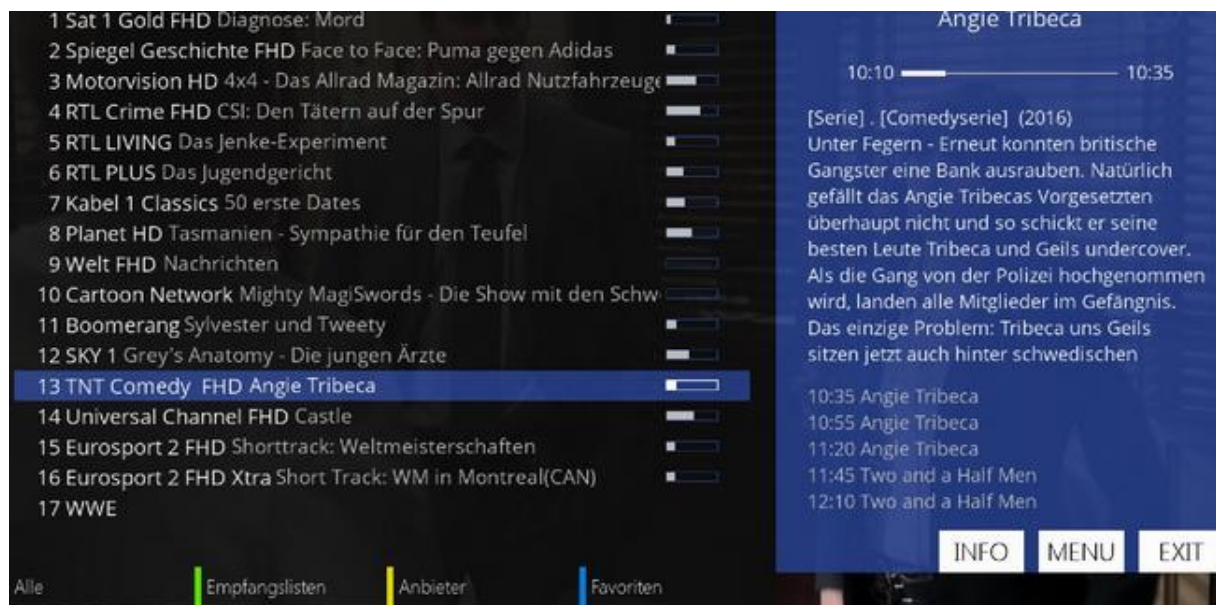 1 Sat 1 Gold FHD Diagnose: Mord
2 Spiegel Geschichte FHD Face to Face: Puma gegen Adidas
3 Motorvision HD 4x4 - Das Allrad Magazin: Allrad Nutzfahrzeuge
4 RTL Crime FHD CSI: Den Tätern auf der Spur
5 RTL LIVING Das Jenke-Experiment
6 RTL PLUS Das Jugendgericht
7 Kabel 1 Classics 50 erste Dates
8 Planet HD Tasmanien - Sympathie für den Teufel
9 Welt FHD Nachrichten
10 Cartoon Network Mighty MagiSwords - Die Show mit den Schw
11 Boomerang Sylvester und Tweety
12 SKY 1 Grey's Anatomy - Die jungen Ärzte
13 TNT Comedy FHD Angie Tribeca
14 Universal Channel FHD Castle
15 Eurosport 2 FHD Shorttrack: Weltmeisterschaften
16 Eurosport 2 FHD Xtra Short Track: WM in Montreal(CAN)
17 WWE
Alle Empfangslisten Anbieter Favoriten
Angie Tribeca
10:10 10:35
[Serie] . [Comedyserie] (2016)
Unter Fegern - Erneut konnten britische
Gangster eine Bank ausrauben. Natürlich
gefällt das Angie Tribecas Vorgesetzten
überhaupt nicht und so schickt er seine
besten Leute Tribeca und Geils undercover.
Als die Gang von der Polizei hochgenommen
wird, landen alle Mitglieder im Gefängnis.
Das einzige Problem: Tribeca uns Geils
sitzen jetzt auch hinter schwedischen
10:35 Angie Tribeca
10:55 Angie Tribeca
11:20 Angie Tribeca
11:45 Two and a Half Men
12:10 Two and a Half Men
INFO MENU EXIT